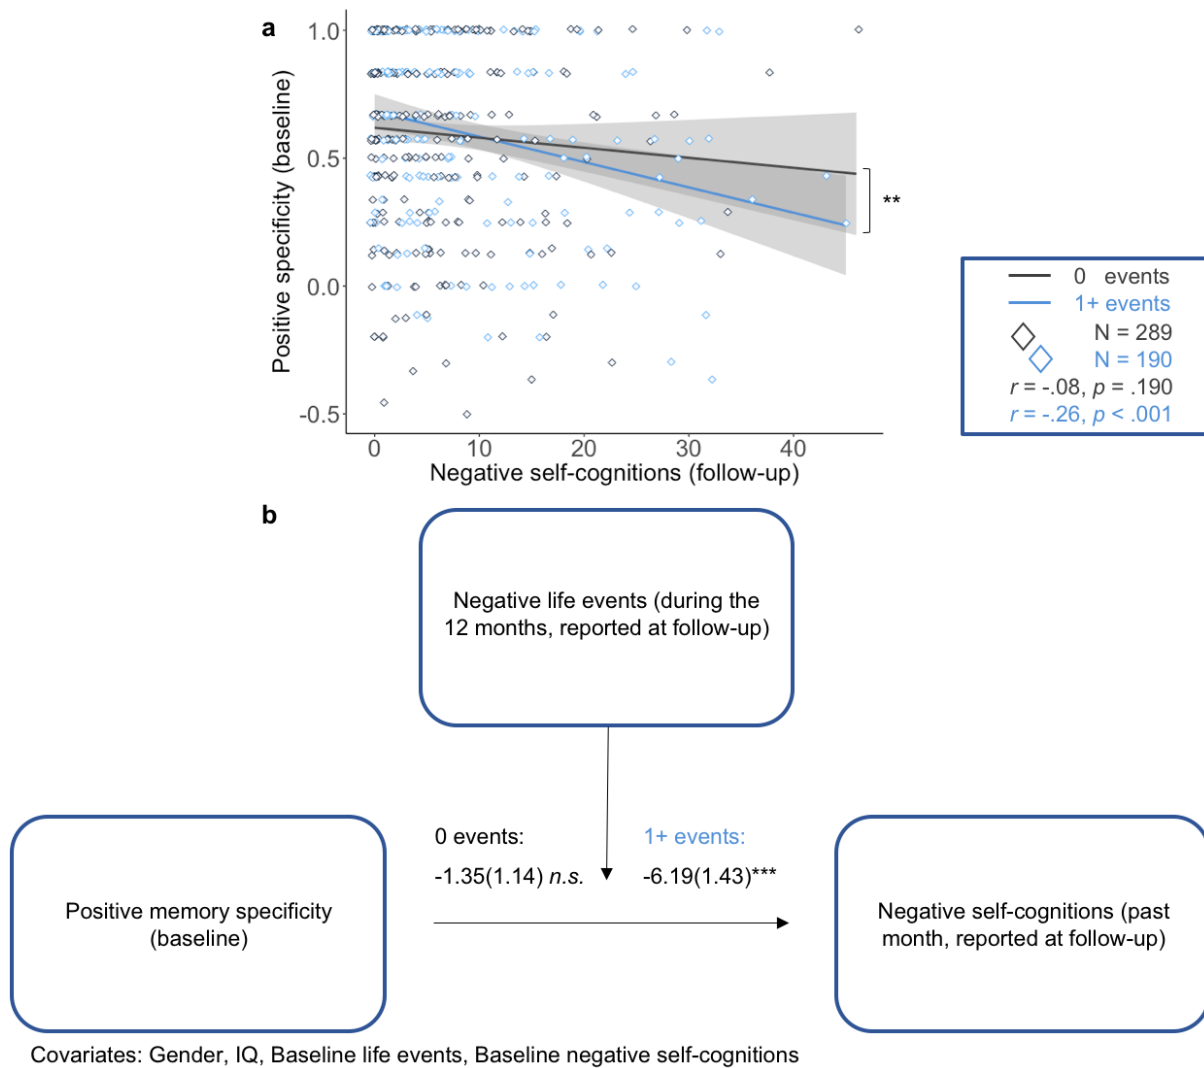 a
1.0
0.5
0.0
-0.5
Positive specificity (baseline)
0
10
20
30
40
Negative self-cognitions (follow-up)
**
0 events
1+ events
N = 289
N = 190
r = -.08, p = .190
r = -.26, p < .001
b
Negative life events (during the
12 months, reported at follow-up)
0 events:
1+ events:
-1.35(1.14) n.s.
-6.19(1.43)***
Positive memory specificity
(baseline)
Negative self-cognitions (past
month, reported at follow-up)
Covariates: Gender, IQ, Baseline life events, Baseline negative self-cognitions